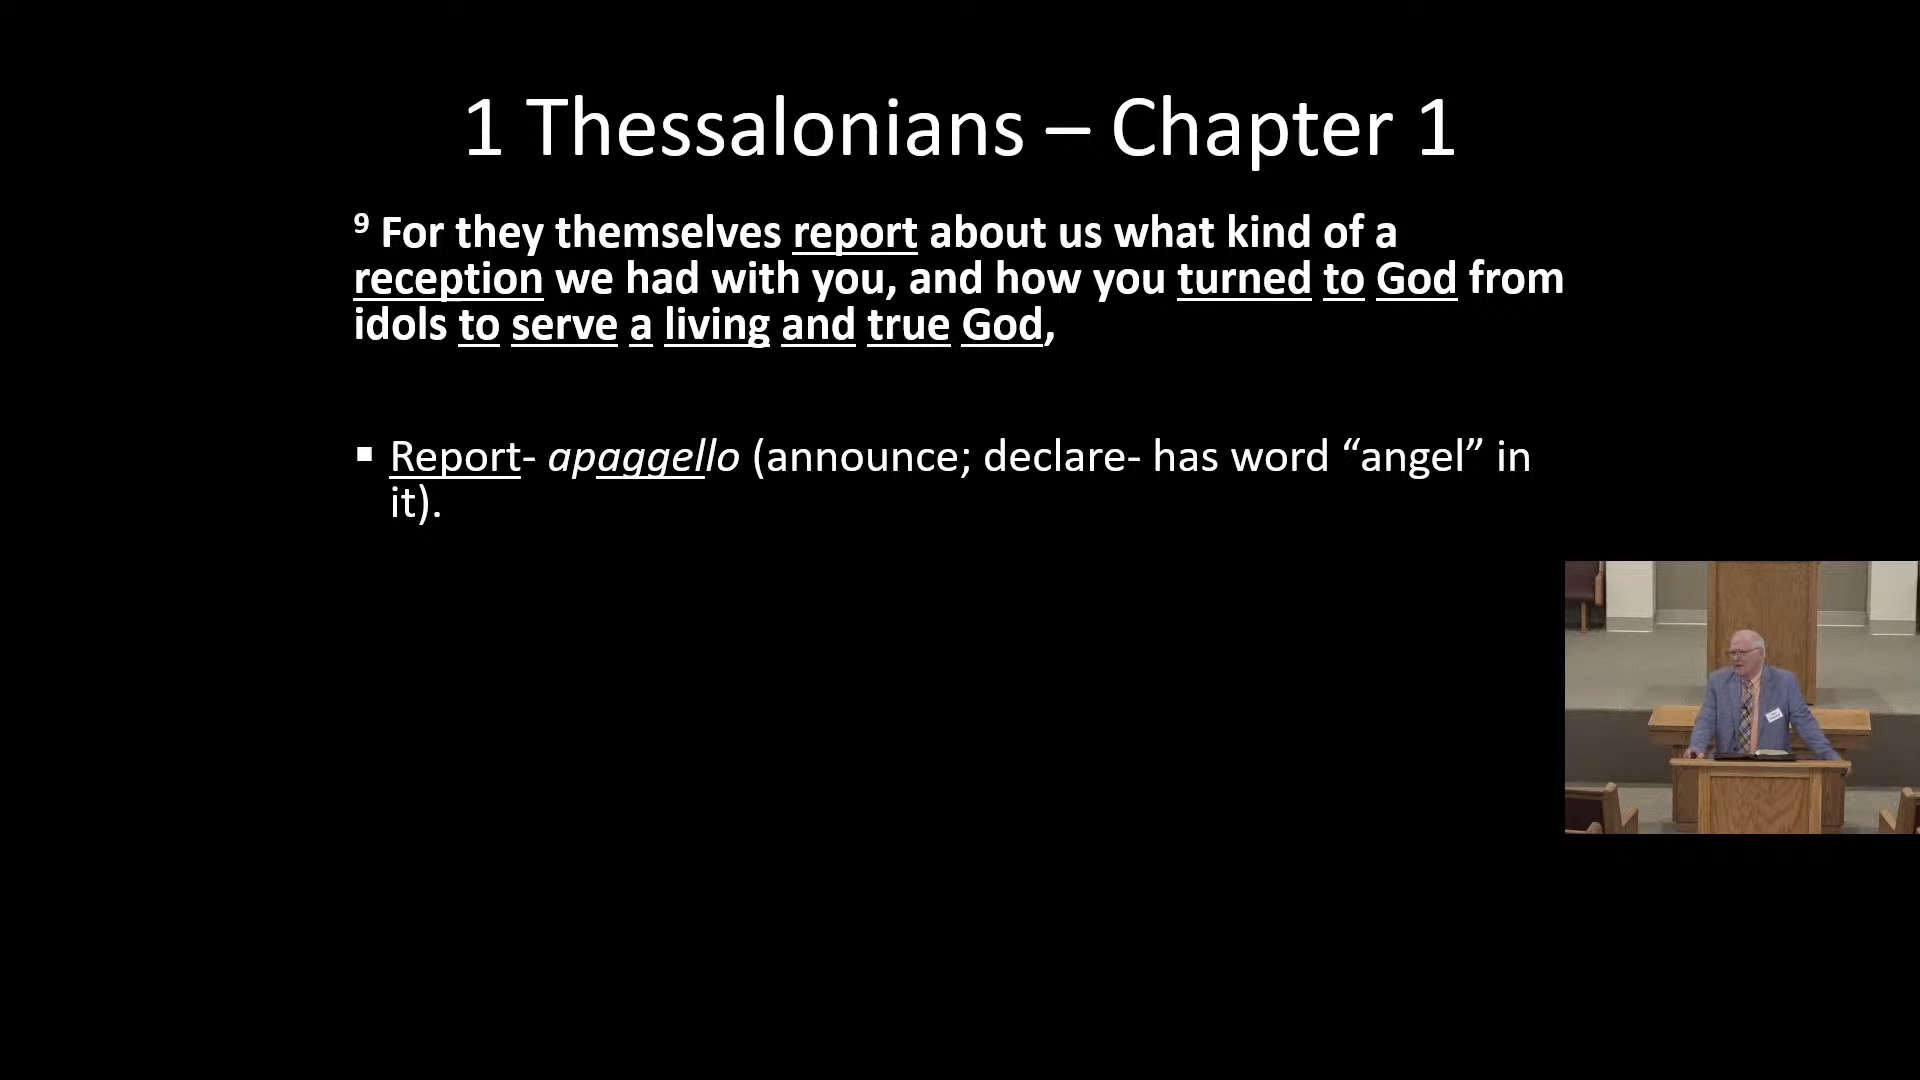 1 Thessalonians – Chapter 1
9 For they themselves report about us what kind of a
reception we had with you, and how you turned to God from
idols to serve a living and true God,
▪ Report- apaggello (announce; declare- has word “angel” in
it).